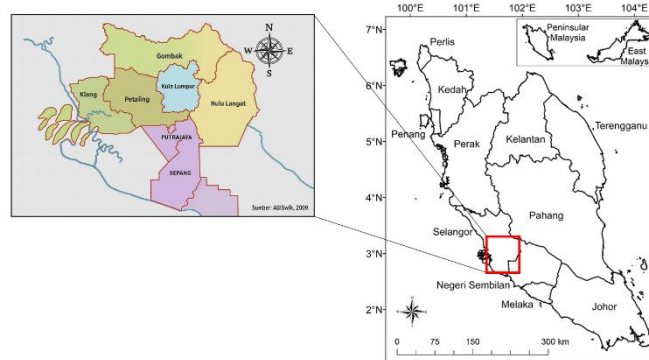 Gombak
N
W
E
S
Klang
Petaling
Kula Lumpur
Kulu Langat
PUTRAJAYA
SEPANG
Sumber: AGISwlk, 2009
100°E
101°E
102°E
103°E
104°E
7°N
6°N
5°N
4°N
3°N
2°N
Peninsular
Malaysia
East
Malays
Perlis
Kedah
Penang
Perak
Kelantan
Terengganu
Pahang
Selangor
Negeri Sembilan
Melaka
Johor
0 75 150 300 km